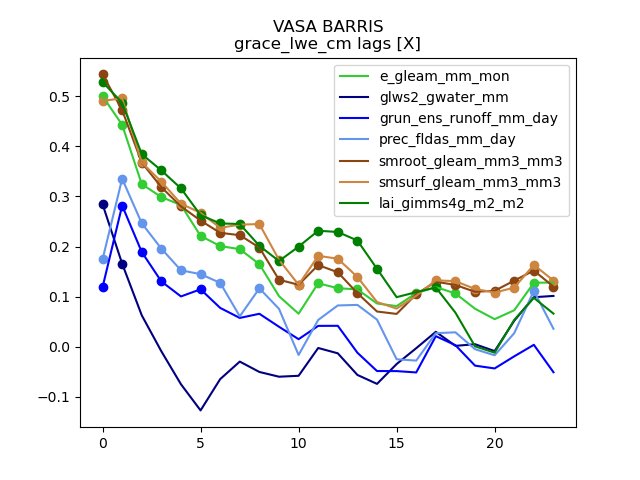 VASA BARRIS
grace_lwe_cm lags [X]
e_gleam_mm_mon
glws2_gwater_mm
grun_ens_runoff_mm_day
prec_fldas_mm_day
smroot_gleam_mm3_mm3
smsurf_gleam_mm3_mm3
lai_gimms4g_m2_m2
0.5
0.4
0.3
0.2
0.1
0.0
−0.1
0 5 10 15 20